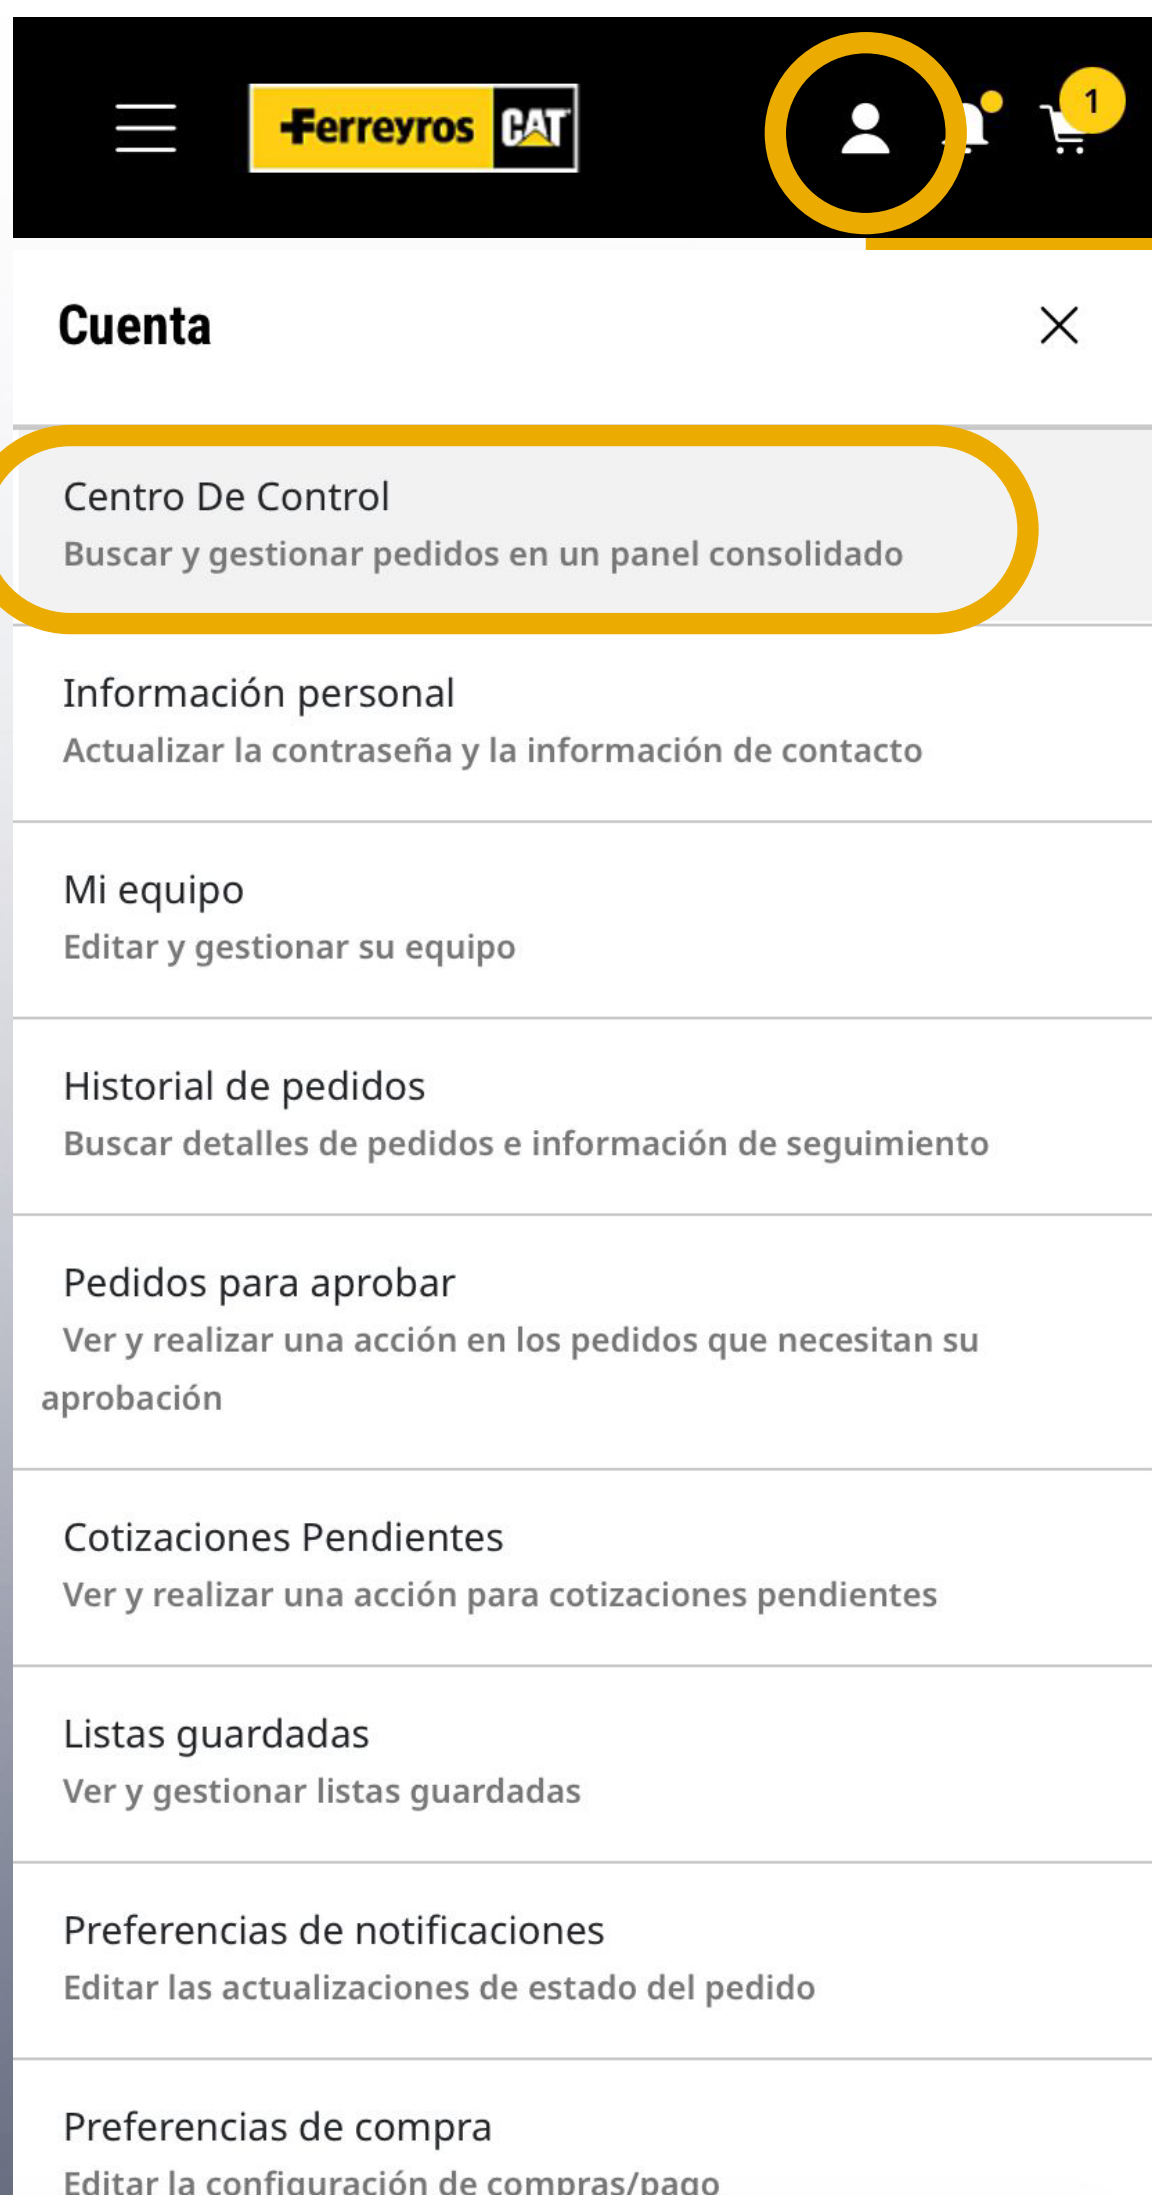 Ferreyros CAT
1
Cuenta
Centro De Control
Buscar y gestionar pedidos en un panel consolidado
Información personal
Actualizar la contraseña y la información de contacto
Mi equipo
Editar y gestionar su equipo
Historial de pedidos
Buscar detalles de pedidos e información de seguimiento
Pedidos para aprobar
Ver y realizar una acción en los pedidos que necesitan su
aprobación
Cotizaciones Pendientes
Ver y realizar una acción para cotizaciones pendientes
Listas guardadas
Ver y gestionar listas guardadas
Preferencias de notificaciones
Editar las actualizaciones de estado del pedido
Preferencias de compra
Editar la configuración de compras/pago